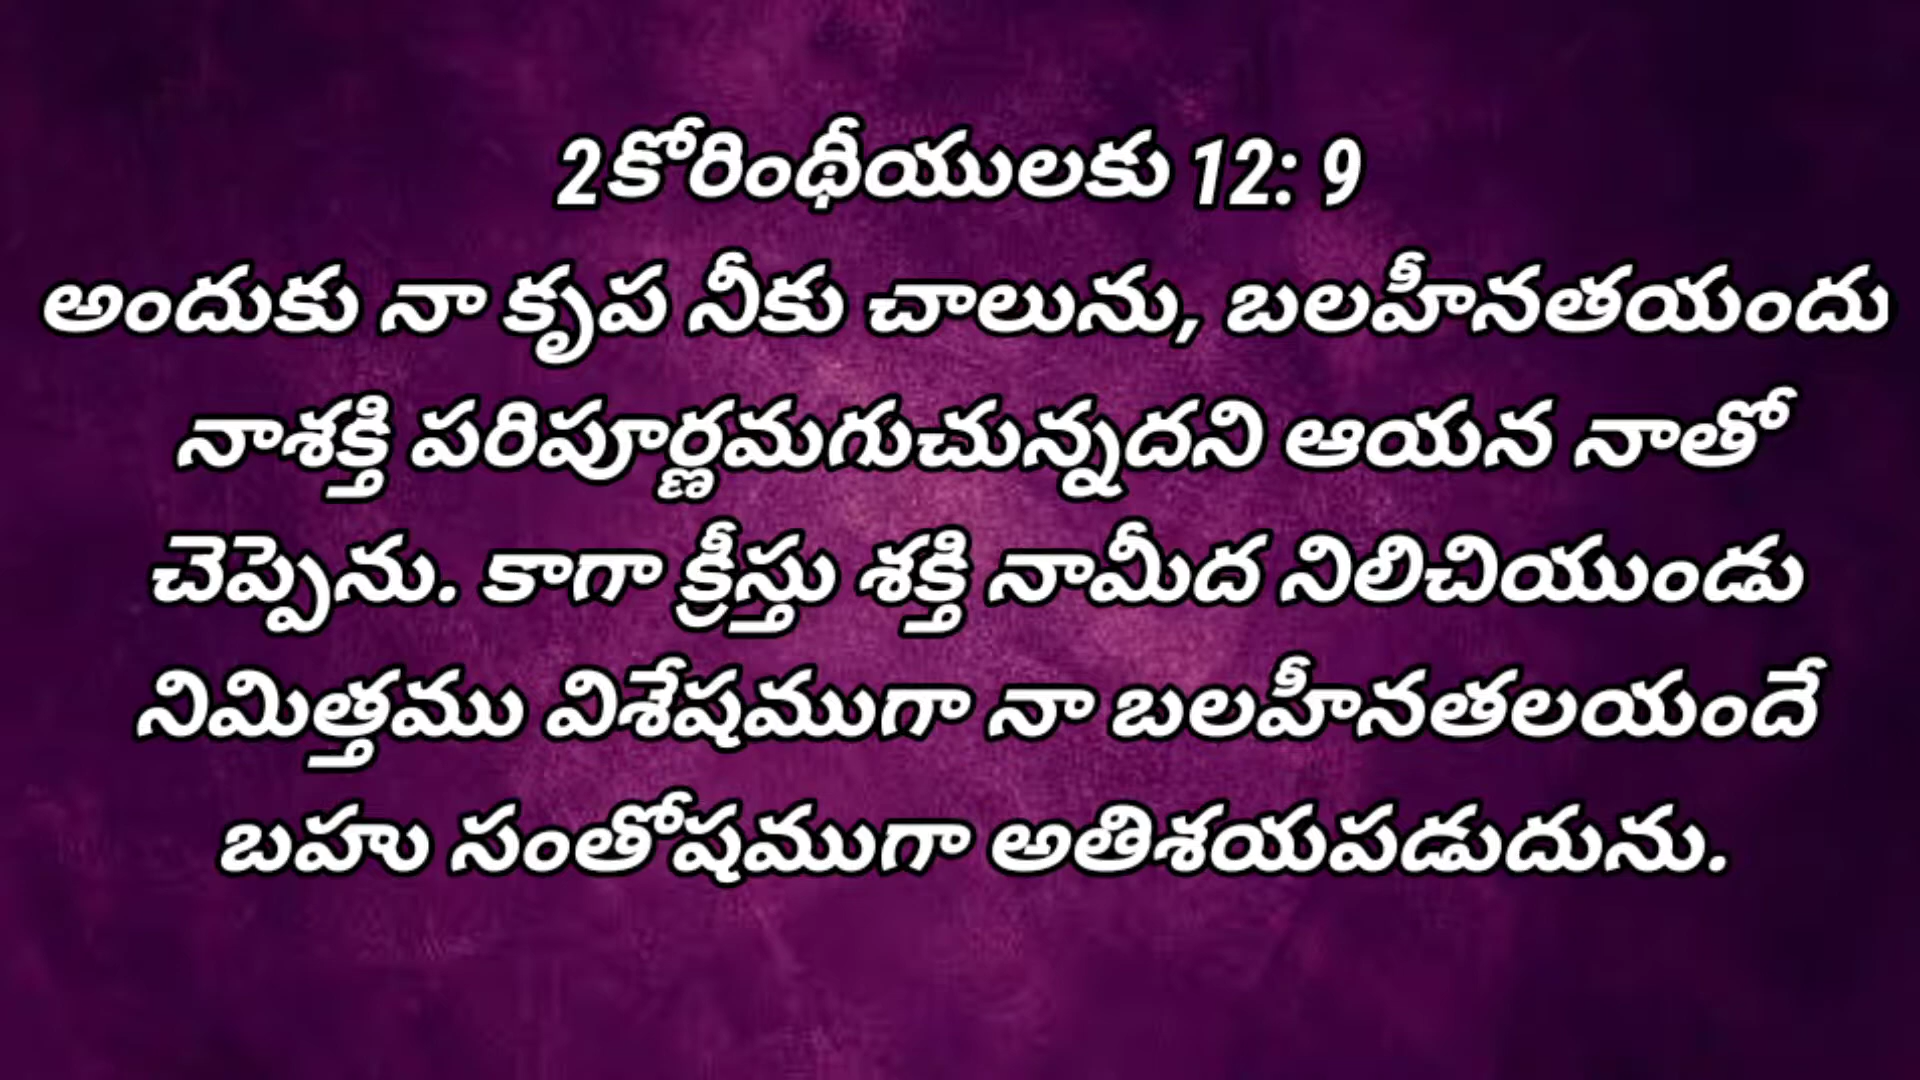 2కోరింథీయులకు 12: 9
అందుకు నా కృప నీకు చాలును, బలహీనతయందు
నాశక్తి పరిపూర్ణమగుచున్నదని ఆయన నాతో
చెప్పెను. కాగా క్రీస్తు శక్తి నామీద నిలిచియుండు
నిమిత్తము విశేషముగా నా బలహీనతలయందే
బహు సంతోషముగా అతిశయపడుదును.